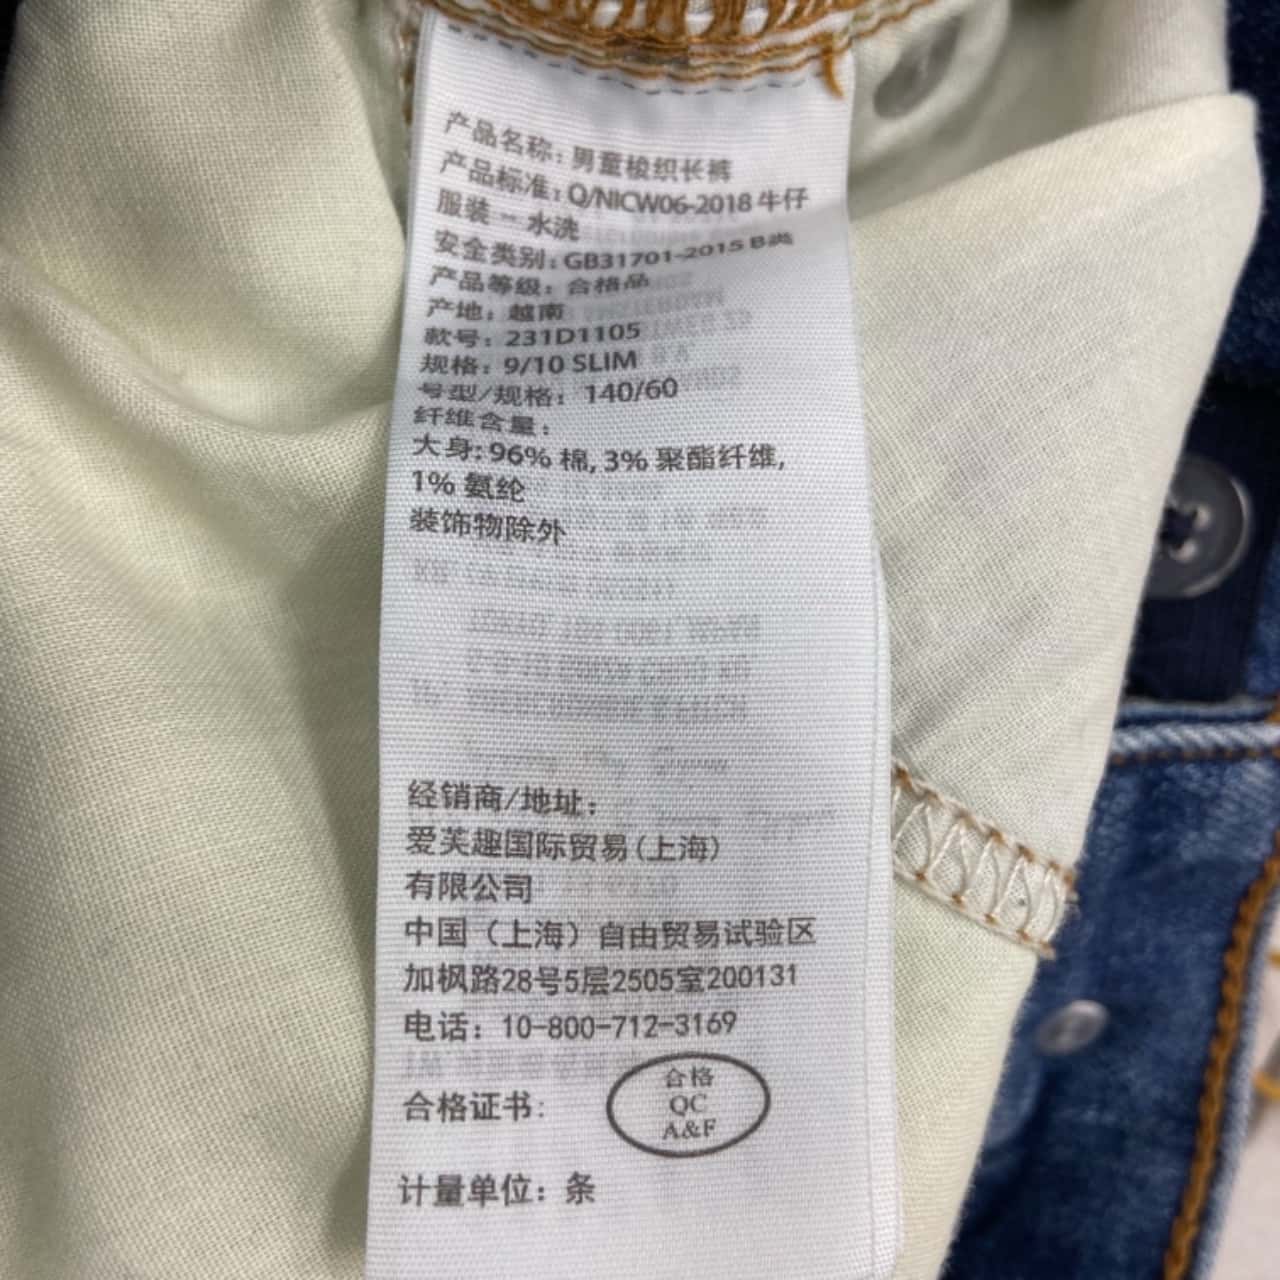 产品名称: 男童梭织长裤
产品标准: Q/NICW06-2018 牛仔
服装 - 水洗
安全类别: GB31701-2015 B类
产品等级: 合格品
产地: 越南
款号: 231D1105
规格: 9/10 SLIM
号型/规格: 140/60
纤维含量:
大身: 96% 棉, 3% 聚酯纤维,
1% 氨纶
装饰物除外
经销商/地址:
爱芙趣国际贸易(上海)
有限公司
中国（上海）自由贸易试验区
加枫路28号5层2505室200131
电话: 10-800-712-3169
合格证书:
合格
QC
A&F
计量单位: 条